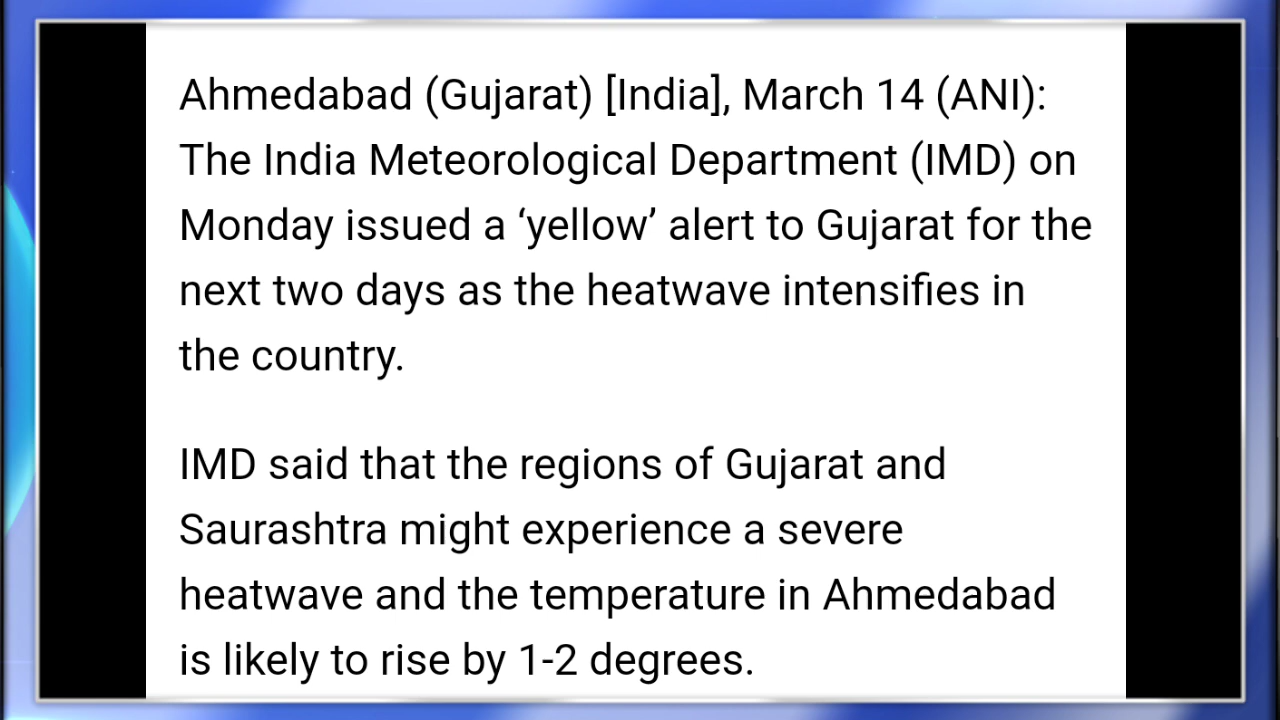 Ahmedabad (Gujarat) [India], March 14 (ANI):
The India Meteorological Department (IMD) on
Monday issued a ‘yellow’ alert to Gujarat for the
next two days as the heatwave intensifies in
the country.
IMD said that the regions of Gujarat and
Saurashtra might experience a severe
heatwave and the temperature in Ahmedabad
is likely to rise by 1-2 degrees.